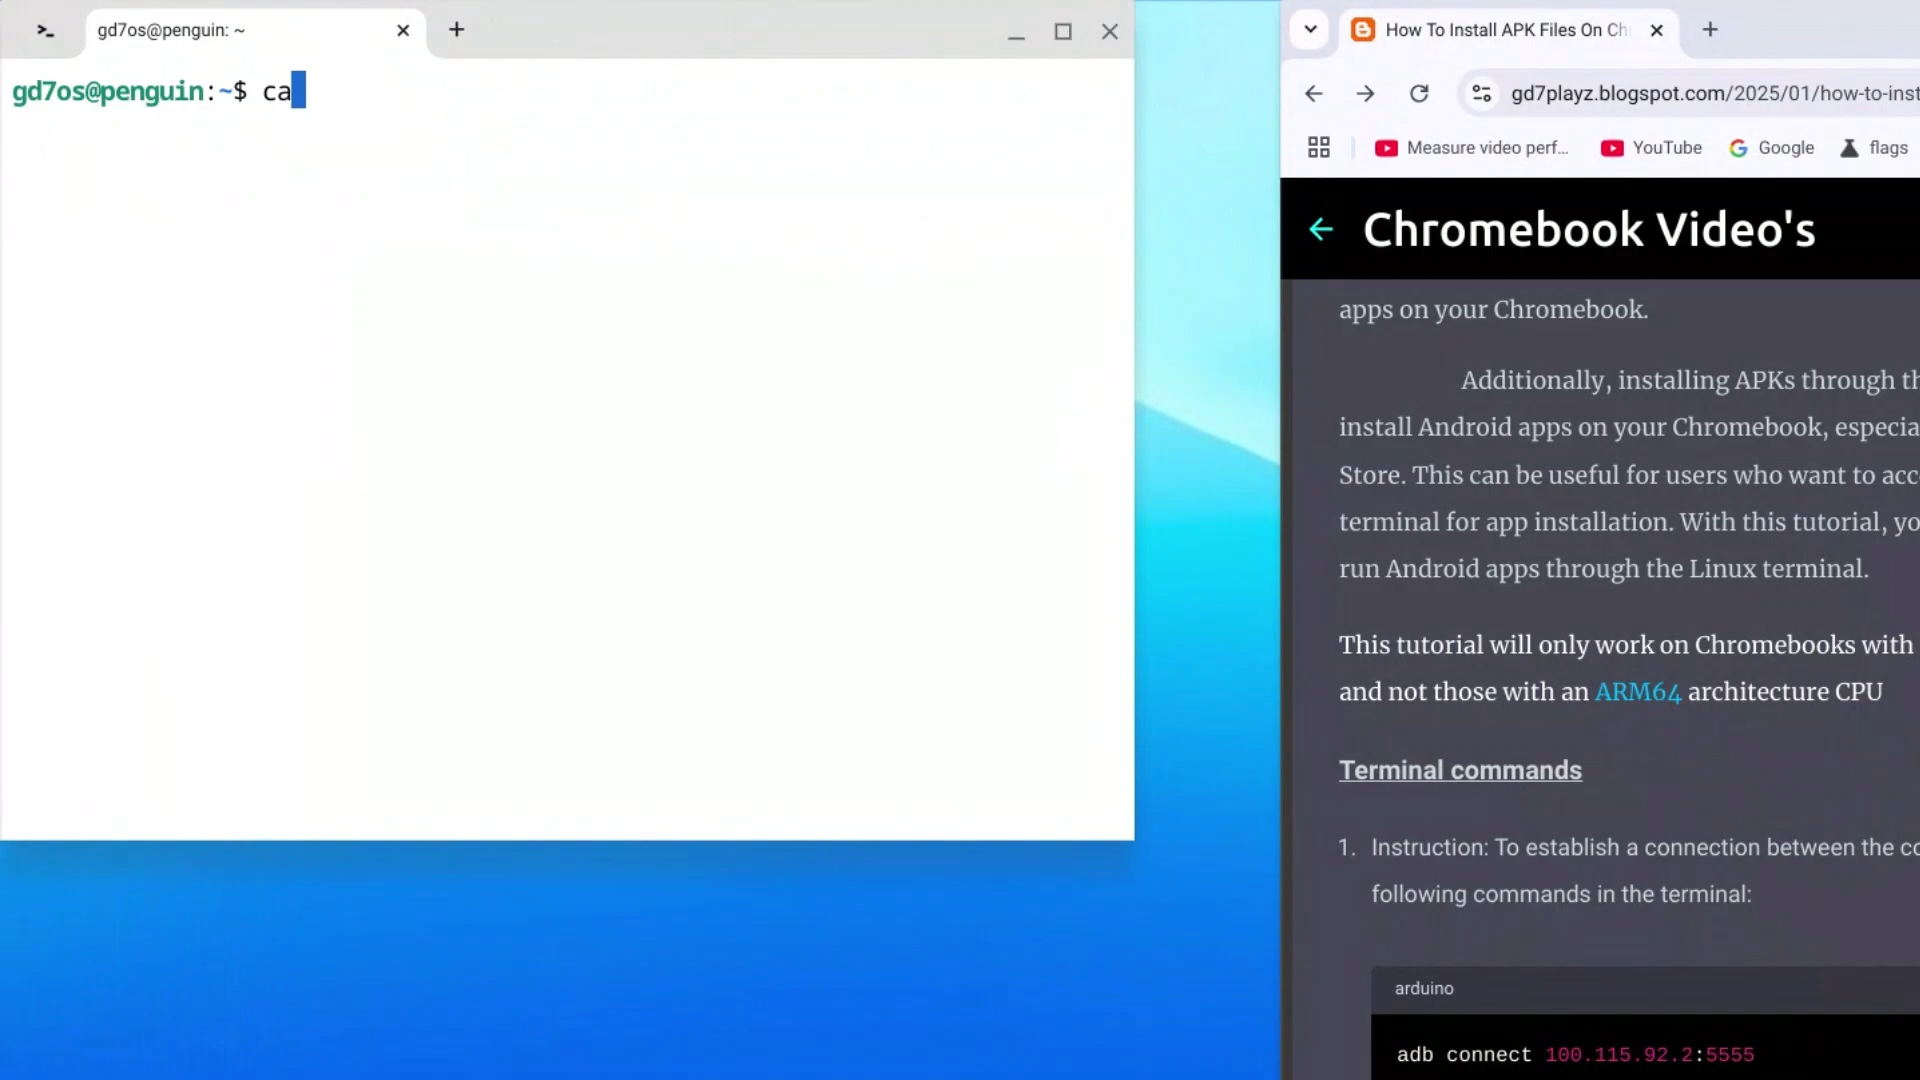 gd7os@penguin: ~
gd7os@penguin:~$ ca
How To Install APK Files On Ch
gd7playz.blogspot.com/2025/01/how-to-inst
Measure video perf... YouTube Google flags
Chromebook Video's
apps on your Chromebook.
Additionally, installing APKs through th
install Android apps on your Chromebook, especia
Store. This can be useful for users who want to acc
terminal for app installation. With this tutorial, yo
run Android apps through the Linux terminal.
This tutorial will only work on Chromebooks with
and not those with an ARM64 architecture CPU
Terminal commands
1. Instruction: To establish a connection between the co
following commands in the terminal:
arduino
adb connect 100.115.92.2:5555